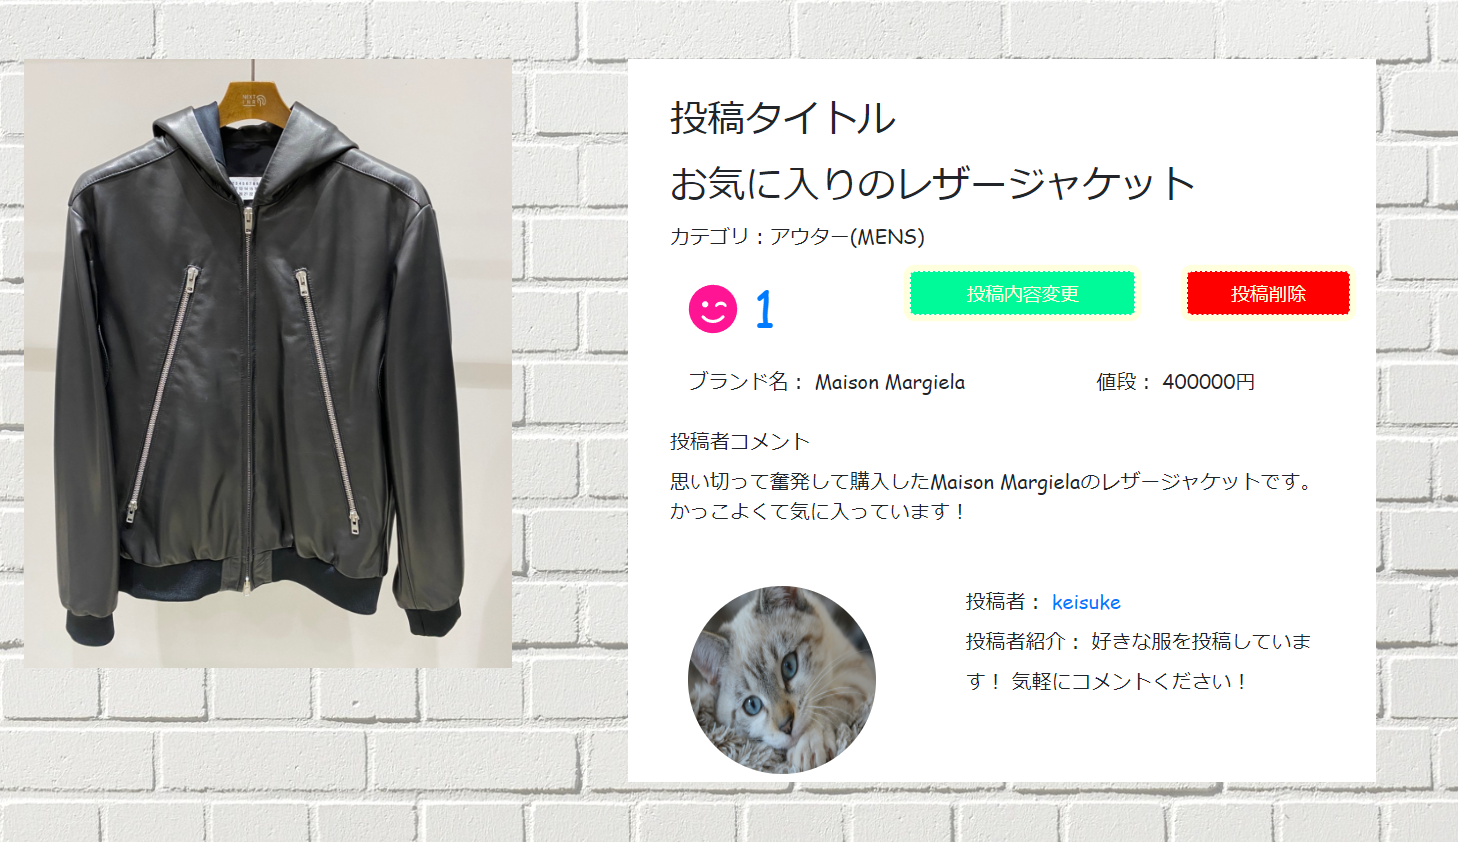 投稿タイトル
お気に入りのレザージャケット
カテゴリ：アウター(MENS)
1
投稿内容変更
投稿削除
ブランド名： Maison Margiela
値段： 400000円
投稿者コメント
思い切って奮発して購入したMaison Margielaのレザージャケットです。
かっこよくて気に入っています！
投稿者： keisuke
投稿者紹介： 好きな服を投稿していま
す！ 気軽にコメントください！